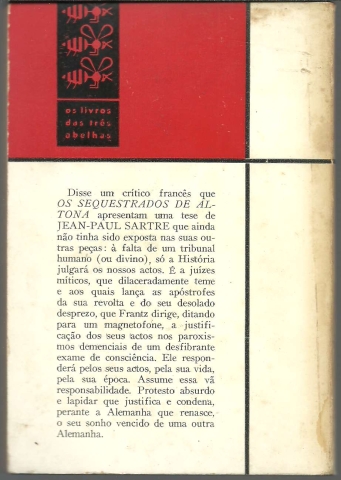 os livros
das três
abelhas
Disse um crítico francês que
OS SEQUESTRADOS DE AL-
TONA apresentam uma tese de
JEAN-PAUL SARTRE que ainda
não tinha sido exposta nas suas ou-
tras peças: à falta de um tribunal
humano (ou divino), só a História
julgará os nossos actos. É a juízes
míticos, que dilaceradamente teme
e aos quais lança as apóstrofes
da sua revolta e do seu desolado
desprezo, que Frantz dirige, ditando
para um magnetofone, a justifi-
cação dos seus actos nos paroxis-
mos demenciais de um desfibrante
exame de consciência. Ele respon-
derá pelos seus actos, pela sua vida,
pela sua época. Assume essa vã
responsabilidade. Protesto absurdo
e lapidar que justifica e condena,
perante a Alemanha que renasce,
o seu sonho vencido de uma outra
Alemanha.